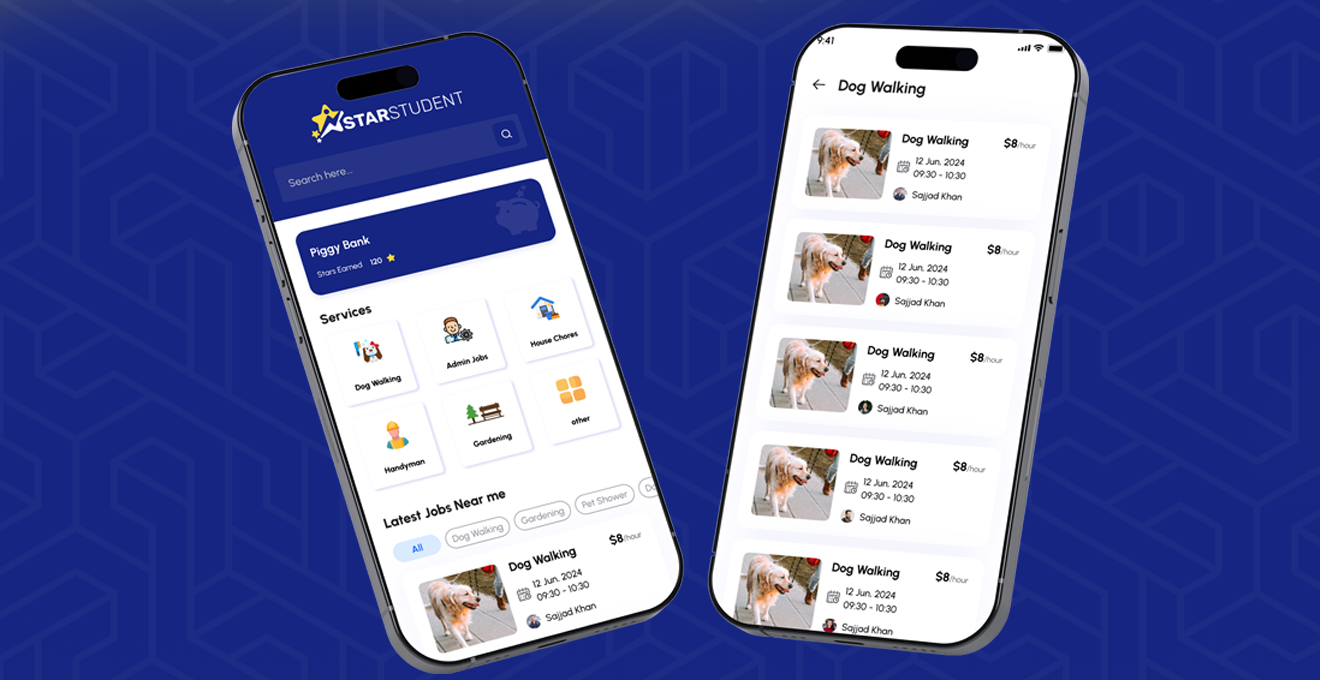 STARSTUDENT
Search here...
Piggy Bank
Stars Earned 120
Services
Dog Walking
Admin Jobs
House Chores
Handyman
Gardening
other
Latest Jobs Near me
All
Dog Walking
Gardening
Pet Shower
Dog Walking
$8/hour
12 Jun, 2024
09:30 - 10:30
Sajjad Khan
9:41
Dog Walking
Dog Walking
$8/hour
12 Jun, 2024
09:30 - 10:30
Sajjad Khan
Dog Walking
$8/hour
12 Jun, 2024
09:30 - 10:30
Sajjad Khan
Dog Walking
$8/hour
12 Jun, 2024
09:30 - 10:30
Sajjad Khan
Dog Walking
$8/hour
12 Jun, 2024
09:30 - 10:30
Sajjad Khan
Dog Walking
$8/hour
12 Jun, 2024
09:30 - 10:30
Sajjad Khan